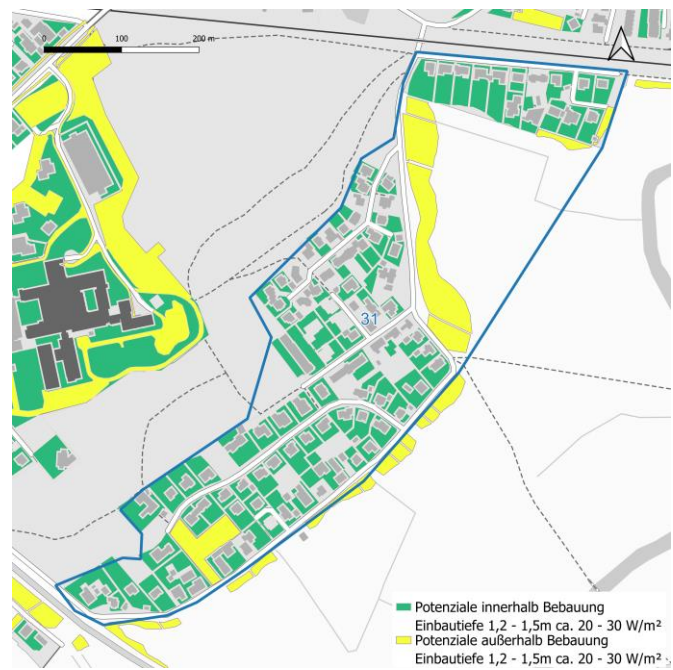 0 100 200 m
31
Potenziale innerhalb Bebauung
Einbautiefe 1,2 - 1,5m ca. 20 - 30 W/m²
Potenziale außerhalb Bebauung
Einbautiefe 1,2 - 1,5m ca. 20 - 30 W/m²